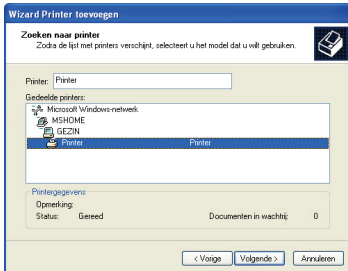 Wizard Printer toevoegen
Zoeken naar printer
Zodra de lijst met printers verschijnt, selecteert u het model dat u wilt gebruiken.
Printer: Printer
Gedeelde printers:
Microsoft Windows-netwerk
MSHOME
GEZIN
Printer Printer
Printergegevens
Opmerking:
Status: Gereed Documenten in wachtrij: 0
< Vorige Volgende > Annuleren